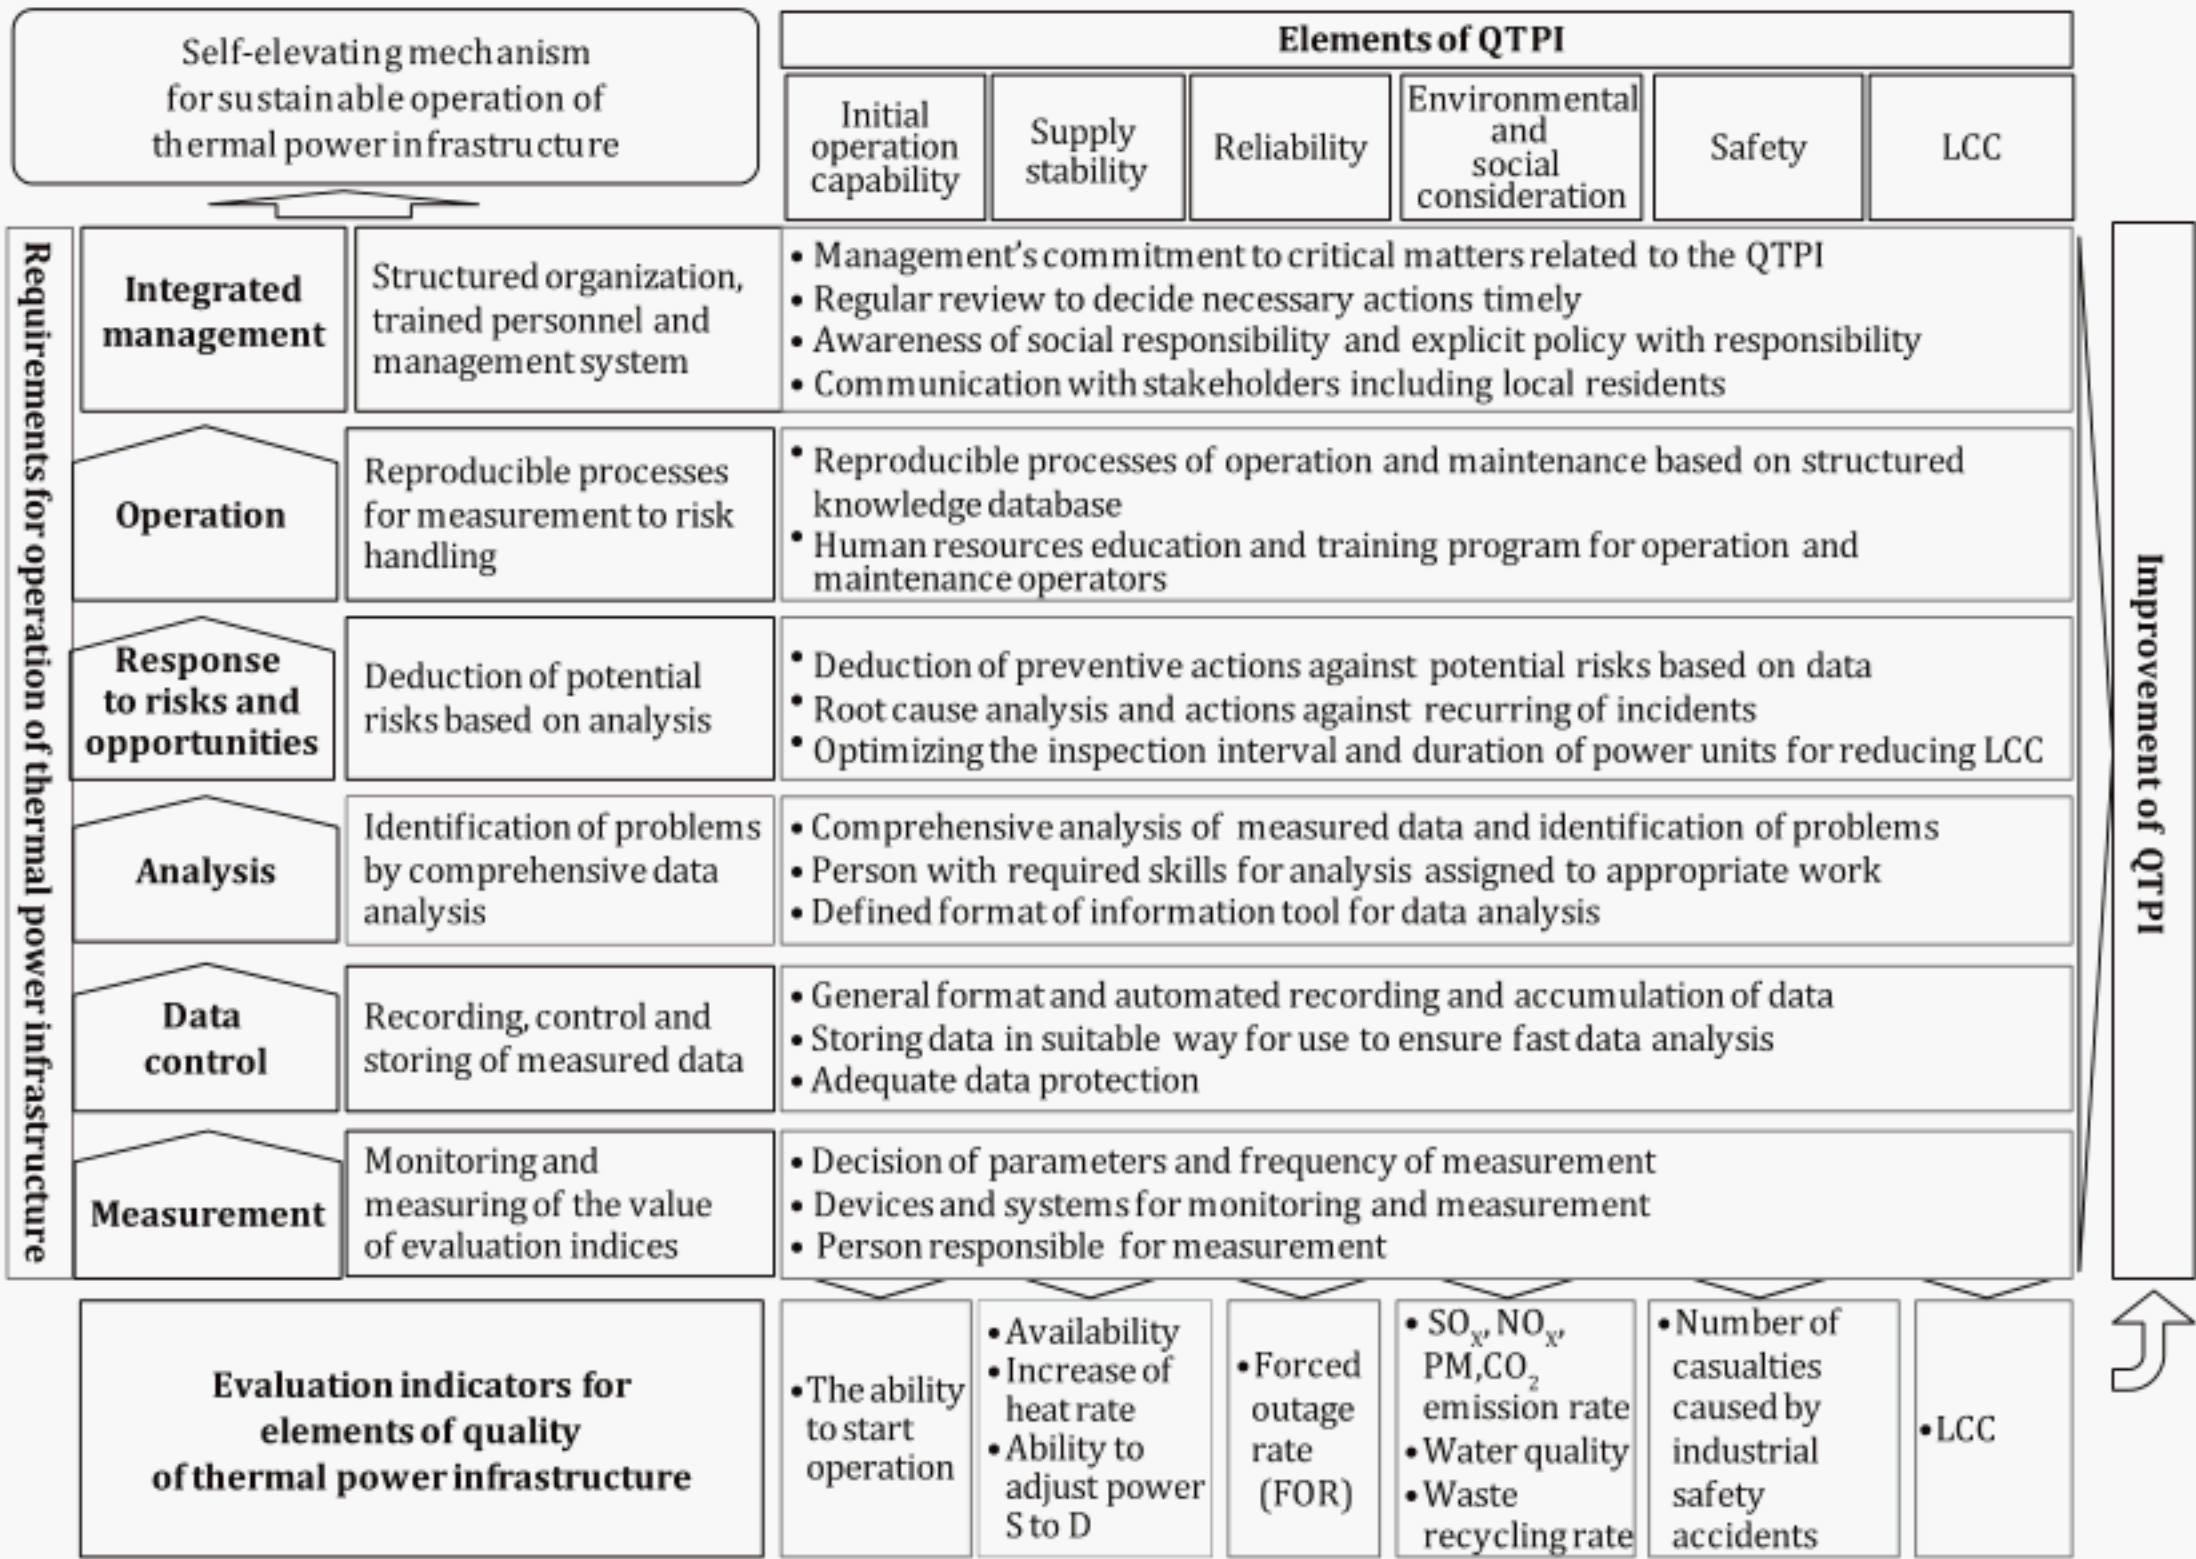 Self-elevating mechanism
for sustainable operation of
thermal power infrastructure
Elements of QTPI
Initial
operation
capability
Supply
stability
Reliability
Environmental
and
social
consideration
Safety
LCC
Requirements for operation of thermal power infrastructure
Integrated
management
Structured organization,
trained personnel and
management system
• Management's commitment to critical matters related to the QTPI
• Regular review to decide necessary actions timely
• Awareness of social responsibility and explicit policy with responsibility
• Communication with stakeholders including local residents
Operation
Reproducible processes
for measurement to risk
handling
• Reproducible processes of operation and maintenance based on structured
knowledge database
• Human resources education and training program for operation and
maintenance operators
Response
to risks and
opportunities
Deduction of potential
risks based on analysis
• Deduction of preventive actions against potential risks based on data
• Root cause analysis and actions against recurring of incidents
• Optimizing the inspection interval and duration of power units for reducing LCC
Analysis
Identification of problems
by comprehensive data
analysis
• Comprehensive analysis of measured data and identification of problems
• Person with required skills for analysis assigned to appropriate work
• Defined format of information tool for data analysis
Data
control
Recording, control and
storing of measured data
• General format and automated recording and accumulation of data
• Storing data in suitable way for use to ensure fast data analysis
• Adequate data protection
Measurement
Monitoring and
measuring of the value
of evaluation indices
• Decision of parameters and frequency of measurement
• Devices and systems for monitoring and measurement
• Person responsible for measurement
Improvement of QTPI
Evaluation indicators for
elements of quality
of thermal power infrastructure
• The ability
to start
operation
• Availability
• Increase of
heat rate
• Ability to
adjust power
S to D
• Forced
outage
rate
(FOR)
• SOx, NOx,
PM,CO2
emission rate
• Water quality
• Waste
recycling rate
• Number of
casualties
caused by
industrial
safety
accidents
• LCC